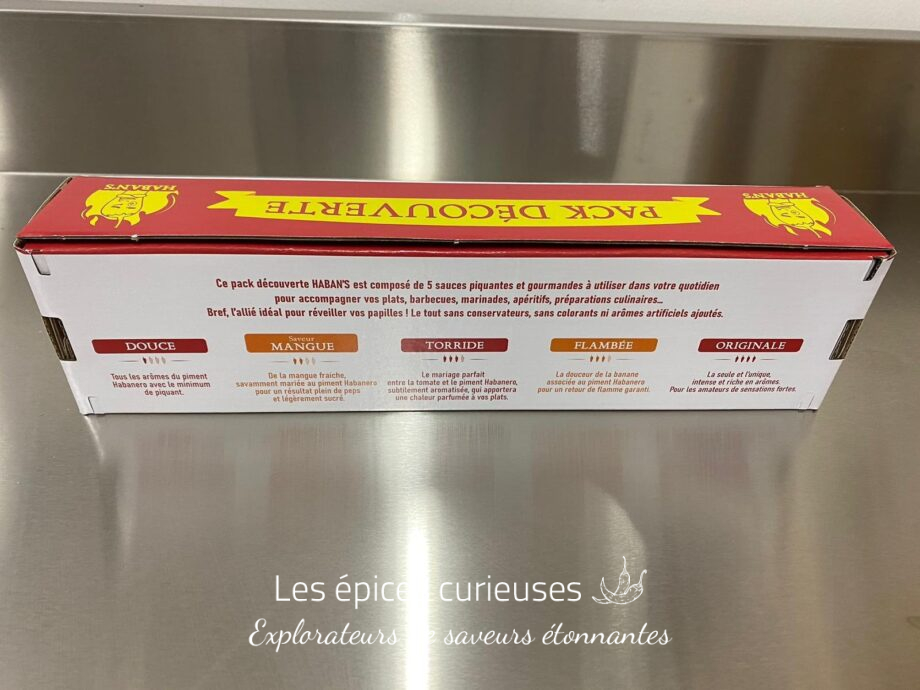 HABAN'S
PACK DÉCOUVERTE
HABAN'S
Ce pack découverte HABAN'S est composé de 5 sauces piquantes et gourmandes à utiliser dans votre quotidien
pour accompagner vos plats, barbecues, marinades, apéritifs, préparations culinaires...
Bref, l'allié idéal pour réveiller vos papilles ! Le tout sans conservateurs, sans colorants ni arômes artificiels ajoutés.
DOUCE
Tous les arômes du piment
Habanero avec le minimum
de piquant.
Saveur
MANGUE
De la mangue fraiche,
savamment mariée au piment Habanero
pour un résultat plein de peps
et légèrement sucré.
TORRIDE
Le mariage parfait
entre la tomate et le piment Habanero,
subtilement aromatisée, qui apportera
une chaleur parfumée à vos plats.
FLAMBÉE
La douceur de la banane
associée au piment Habanero
pour un retour de flamme garanti.
ORIGINALE
La seule et l'unique,
intense et riche en arômes.
Pour les amateurs de sensations fortes.
Les épices curieuses
Explorateurs de saveurs étonnantes